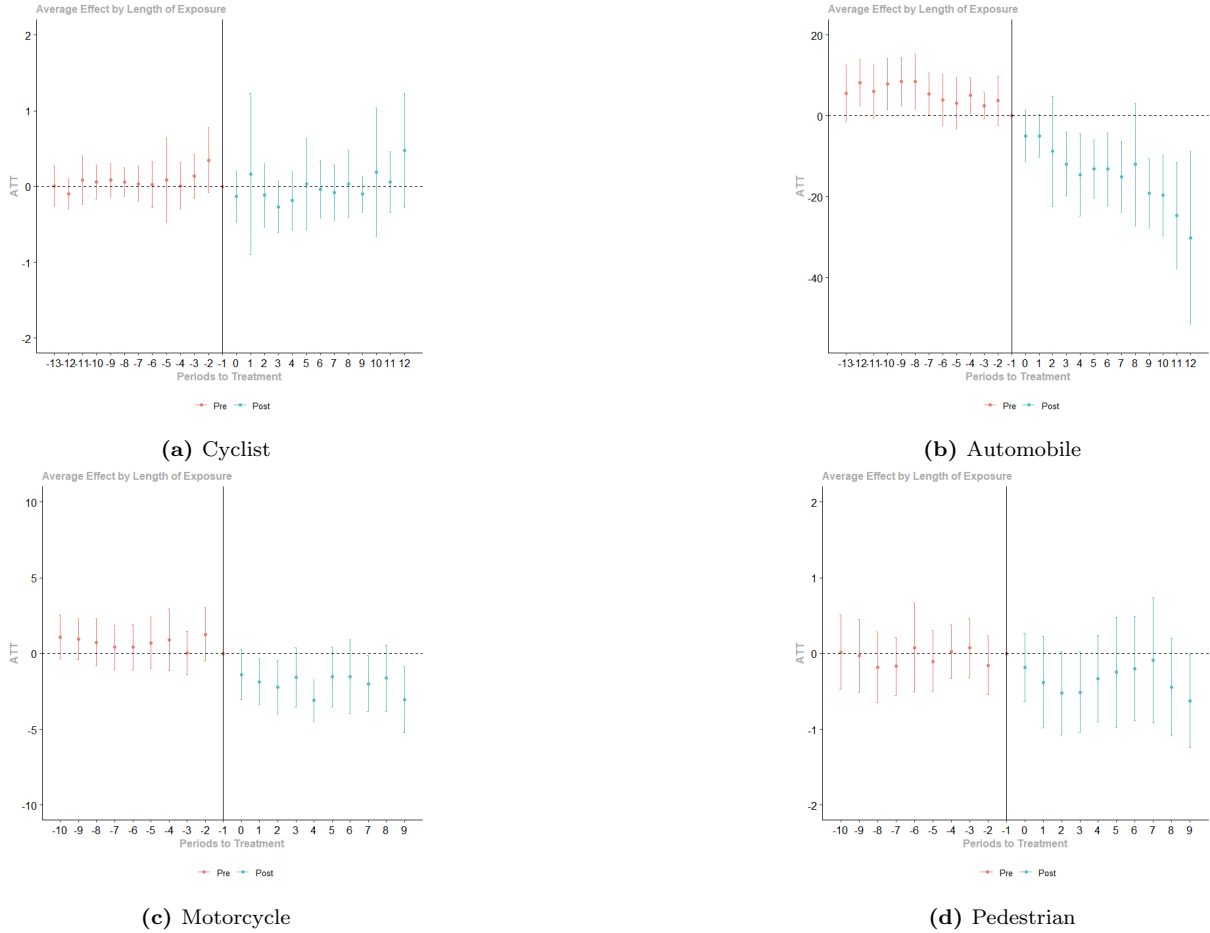 Average Effect by Length of Exposure
2
1
0
-1
-2
ATT
-13 -12 -11 -10 -9 -8 -7 -6 -5 -4 -3 -2 -1 0 1 2 3 4 5 6 7 8 9 10 11 12
Periods to Treatment
Pre Post
(a) Cyclist
Average Effect by Length of Exposure
20
0
-20
-40
ATT
-13 -12 -11 -10 -9 -8 -7 -6 -5 -4 -3 -2 -1 0 1 2 3 4 5 6 7 8 9 10 11 12
Periods to Treatment
Pre Post
(b) Automobile
Average Effect by Length of Exposure
10
5
0
-5
-10
ATT
-10 -9 -8 -7 -6 -5 -4 -3 -2 -1 0 1 2 3 4 5 6 7 8 9
Periods to Treatment
Pre Post
(c) Motorcycle
Average Effect by Length of Exposure
2
1
0
-1
-2
ATT
-10 -9 -8 -7 -6 -5 -4 -3 -2 -1 0 1 2 3 4 5 6 7 8 9
Periods to Treatment
Pre Post
(d) Pedestrian